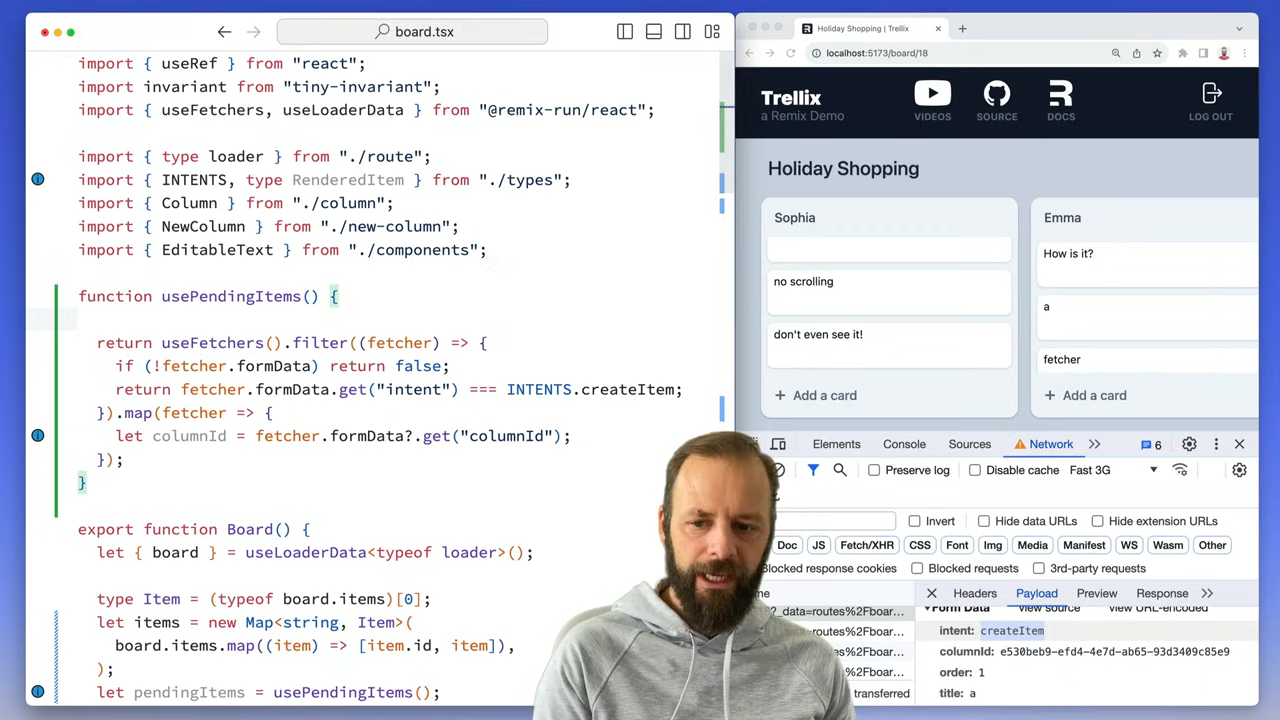 board.tsx
import { useRef } from "react";
import invariant from "tiny-invariant";
import { useFetchers, useLoaderData } from "@remix-run/react";
import { type loader } from "./route";
import { INTENTS, type RenderedItem } from "./types";
import { Column } from "./column";
import { NewColumn } from "./new-column";
import { EditableText } from "./components";
function usePendingItems() {
return useFetchers().filter((fetcher) => {
if (!fetcher.formData) return false;
return fetcher.formData.get("intent") === INTENTS.createItem;
}).map(fetcher => {
let columnId = fetcher.formData?.get("columnId");
});
}
export function Board() {
let { board } = useLoaderData<typeof loader>();
type Item = (typeof board.items)[0];
let items = new Map<string, Item>(
board.items.map((item) => [item.id, item]),
);
let pendingItems = usePendingItems();
Holiday Shopping | Trellix
localhost:5173/board/18
Trellix
a Remix Demo
VIDEOS
SOURCE
DOCS
LOG OUT
Holiday Shopping
Sophia
no scrolling
don't even see it!
+ Add a card
Emma
How is it?
a
fetcher
+ Add a card
Elements Console Sources Network 6
Preserve log Disable cache Fast 3G
Invert Hide data URLs Hide extension URLs
Doc JS Fetch/XHR CSS Font Img Media Manifest WS Wasm Other
Blocked response cookies Blocked requests 3rd-party requests
Headers Payload Preview Response
Form Data view source view URL-encoded
intent: createItem
columnId: e530beb9-efd4-4e7d-ab65-93d3409c85e9
order: 1
title: a
transferred